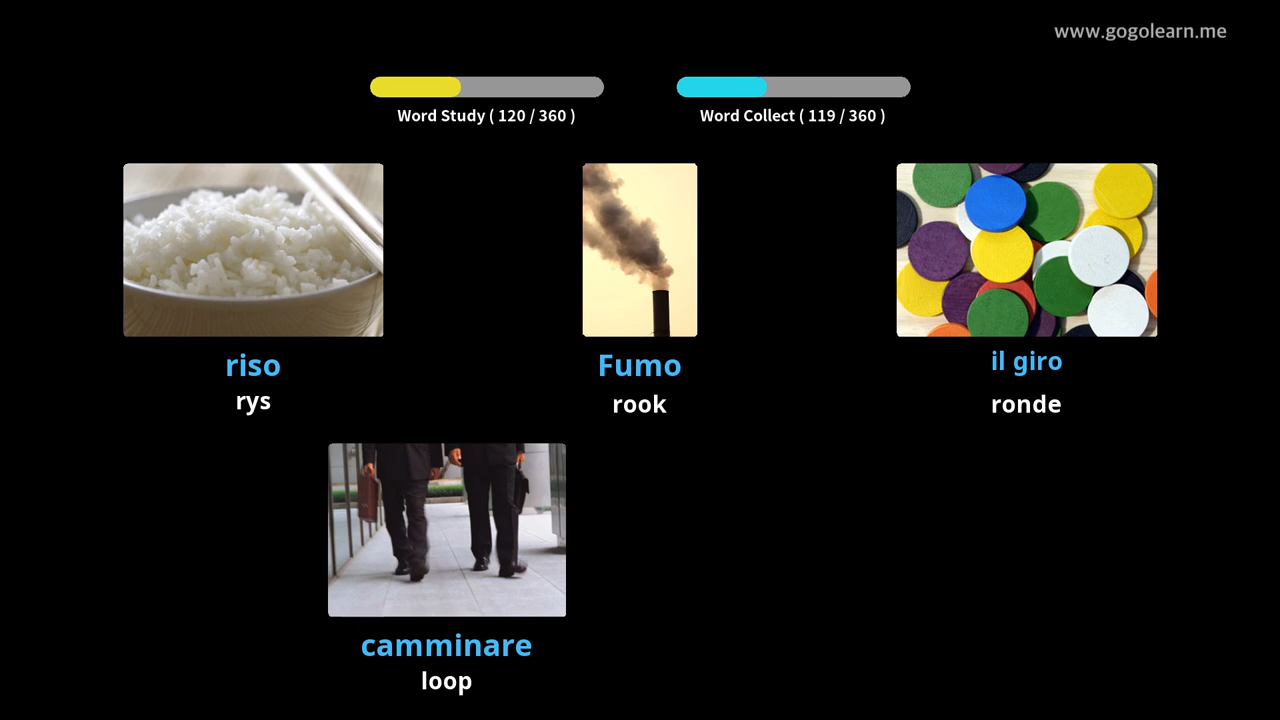 www.gogolearn.me
Word Study ( 120 / 360 )
Word Collect ( 119 / 360 )
riso
rys
Fumo
rook
il giro
ronde
camminare
loop